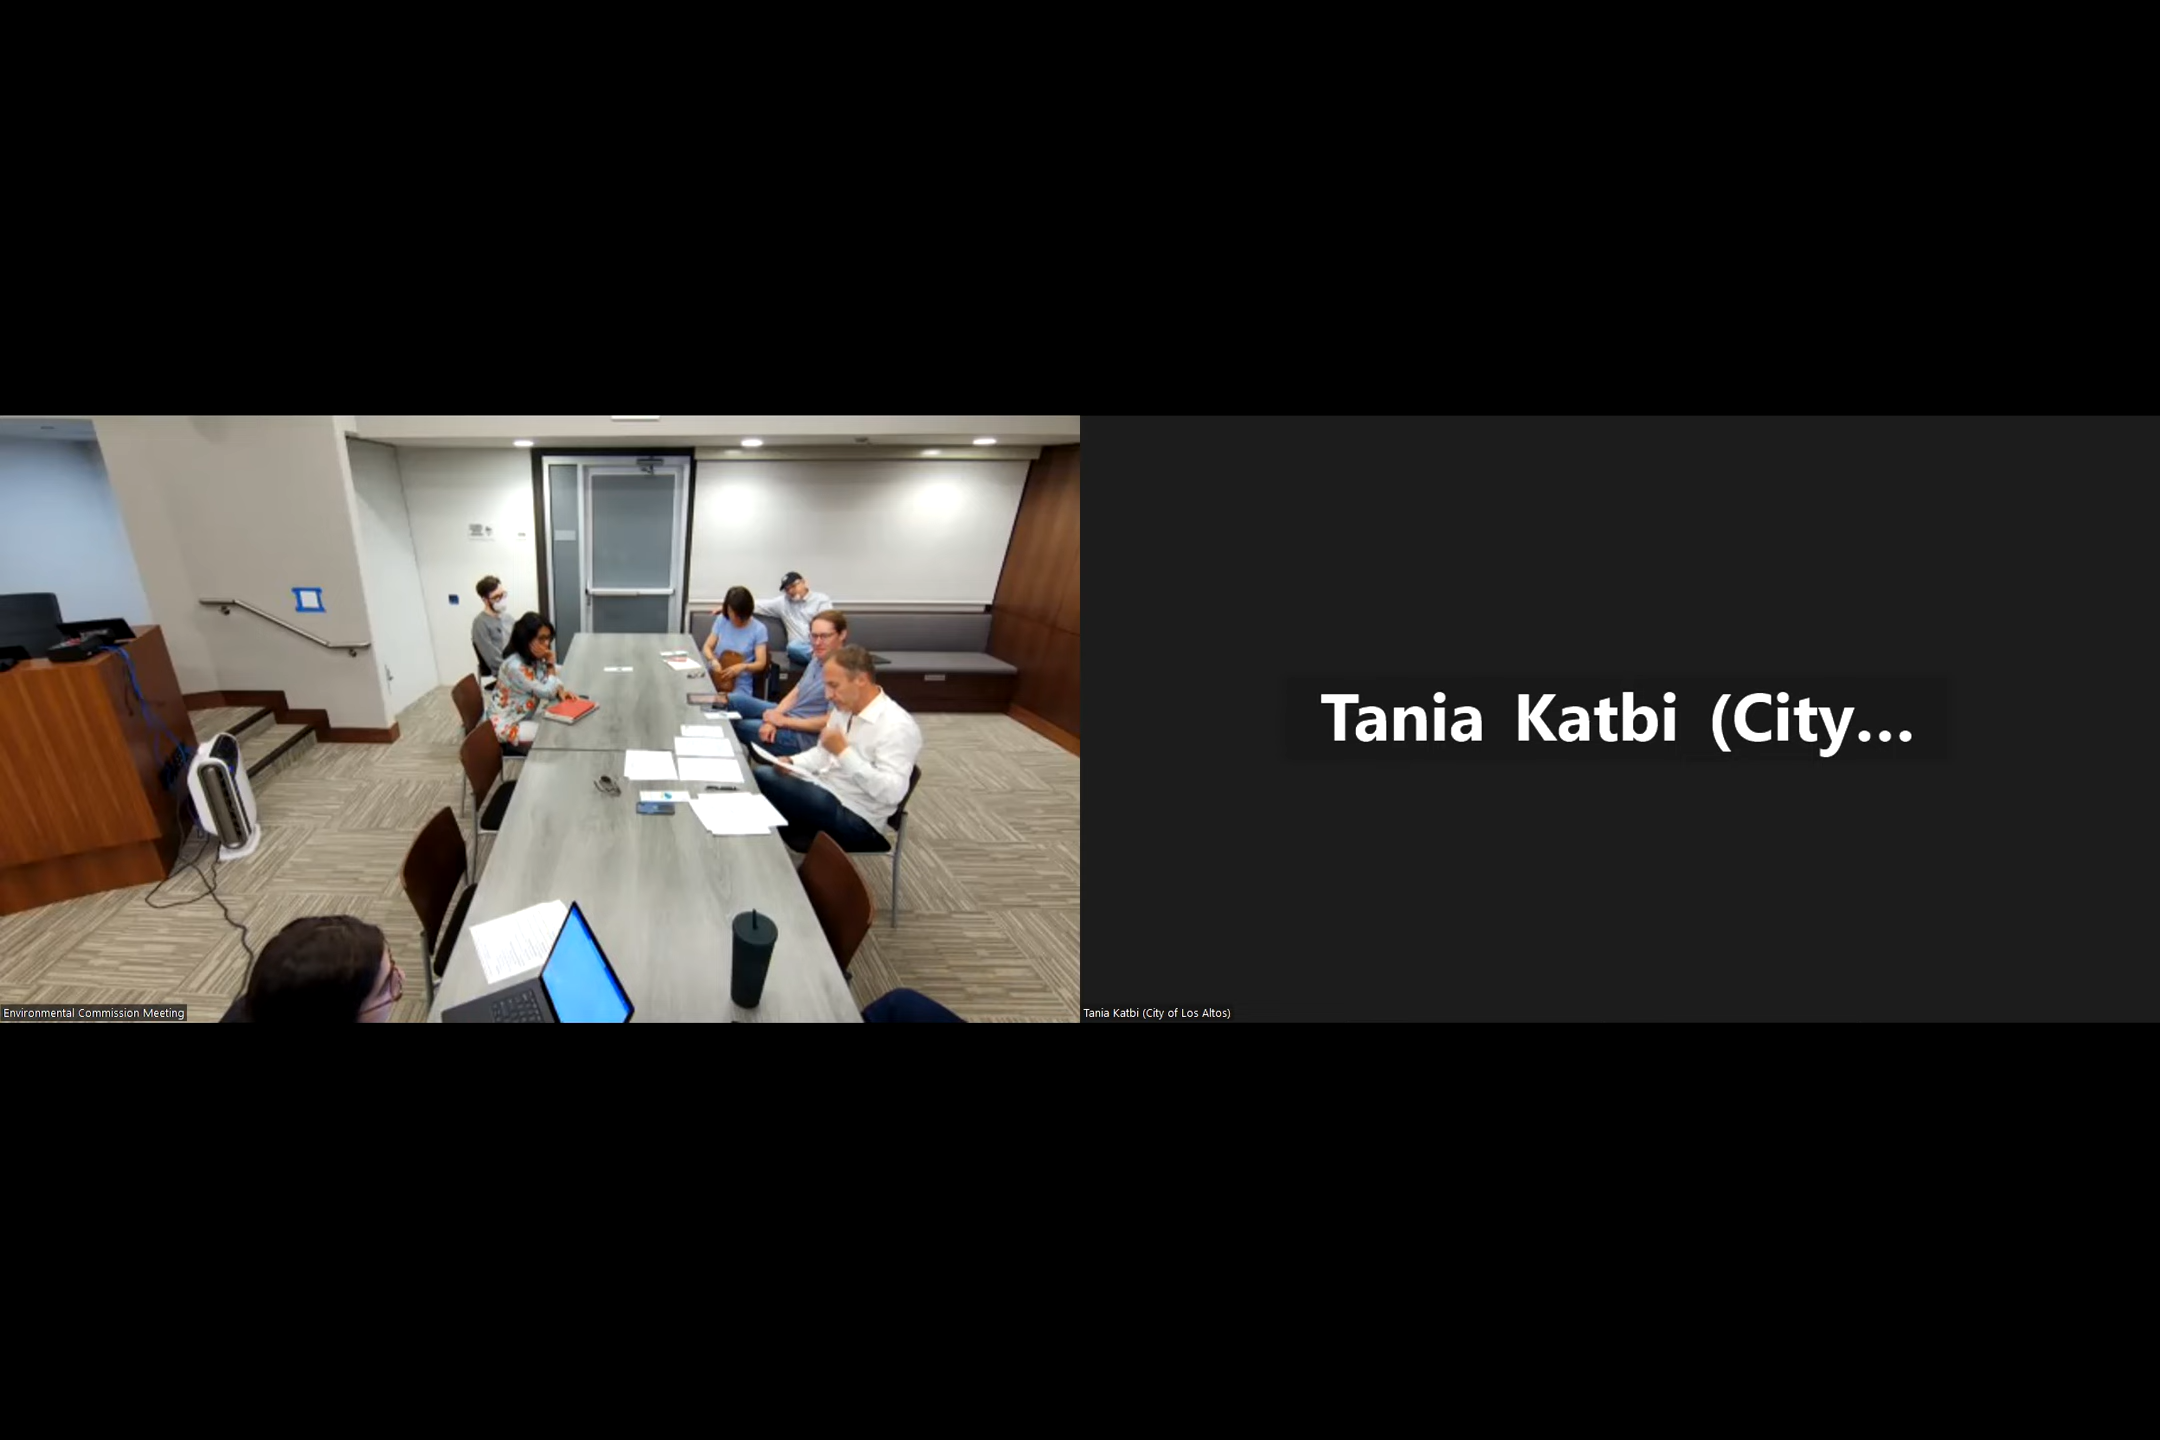 Tania Katbi (City...
Environmental Commission Meeting
Tania Katbi (City of Los Altos)